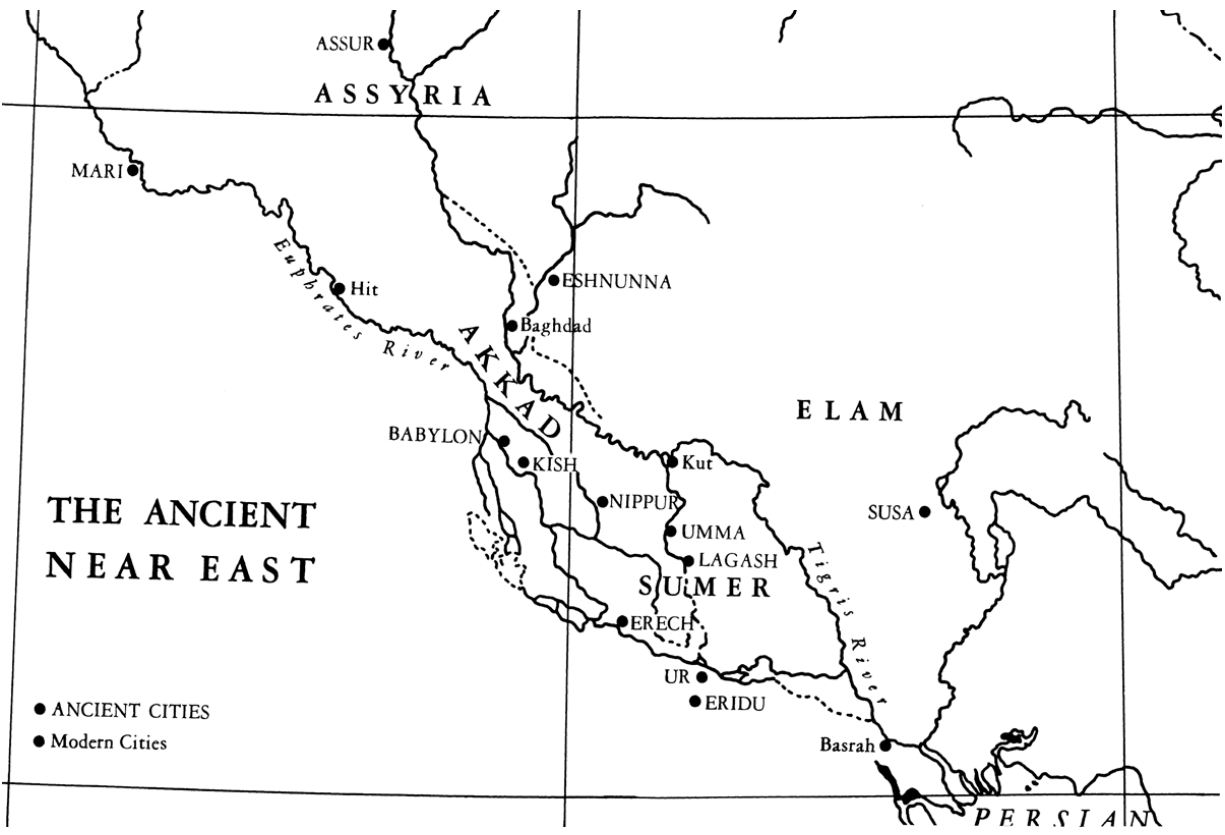 ASSUR
ASSYRIA
MARI
Euphrates River
Hit
ESHNUNNA
Baghdad
AKKAD
ELAM
BABYLON
KISH
Kut
NIPPUR
SUSA
UMMA
LAGASH
SUMER
Tigris River
ERECH
UR
ERIDU
Basrah
PERSIAN
THE ANCIENT
NEAR EAST
ANCIENT CITIES
Modern Cities